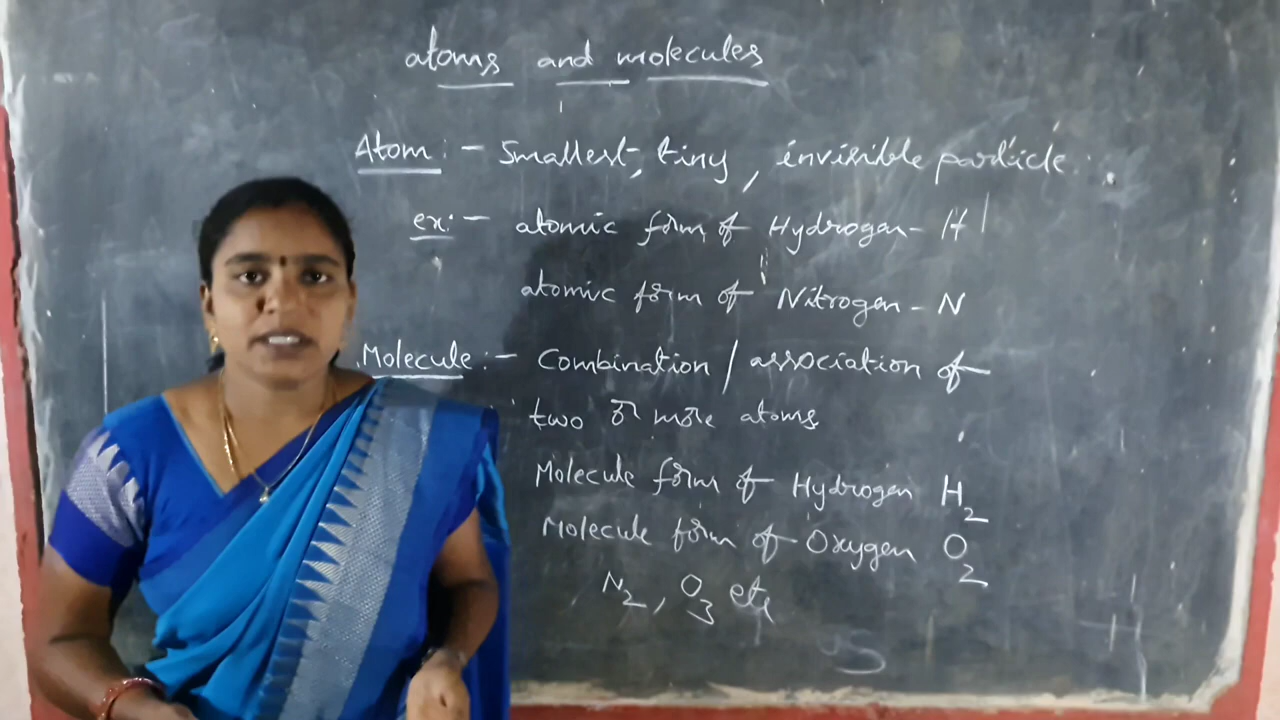 atoms and molecules
Atom :- Smallest, tiny, invisible particle.
ex:- atomic form of Hydrogen - H
atomic form of Nitrogen - N
Molecule :- Combination / association of
two or more atoms
Molecule form of Hydrogen H2
Molecule form of Oxygen O2
N2, O3 etc